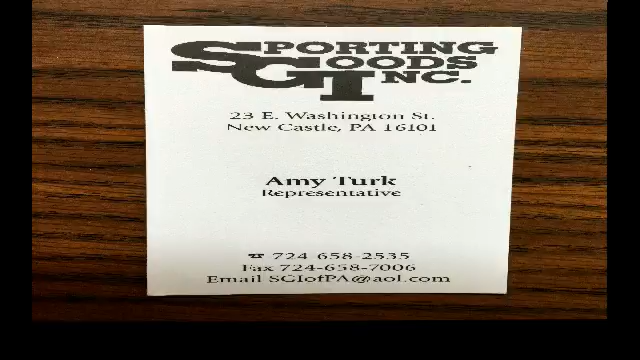 SPORTING
GOODS
INC.
23 E. Washington St.
New Castle, PA 16101
Amy Turk
Representative
☎ 724 658-2535
Fax 724-658-7006
Email SGIofPA@aol.com